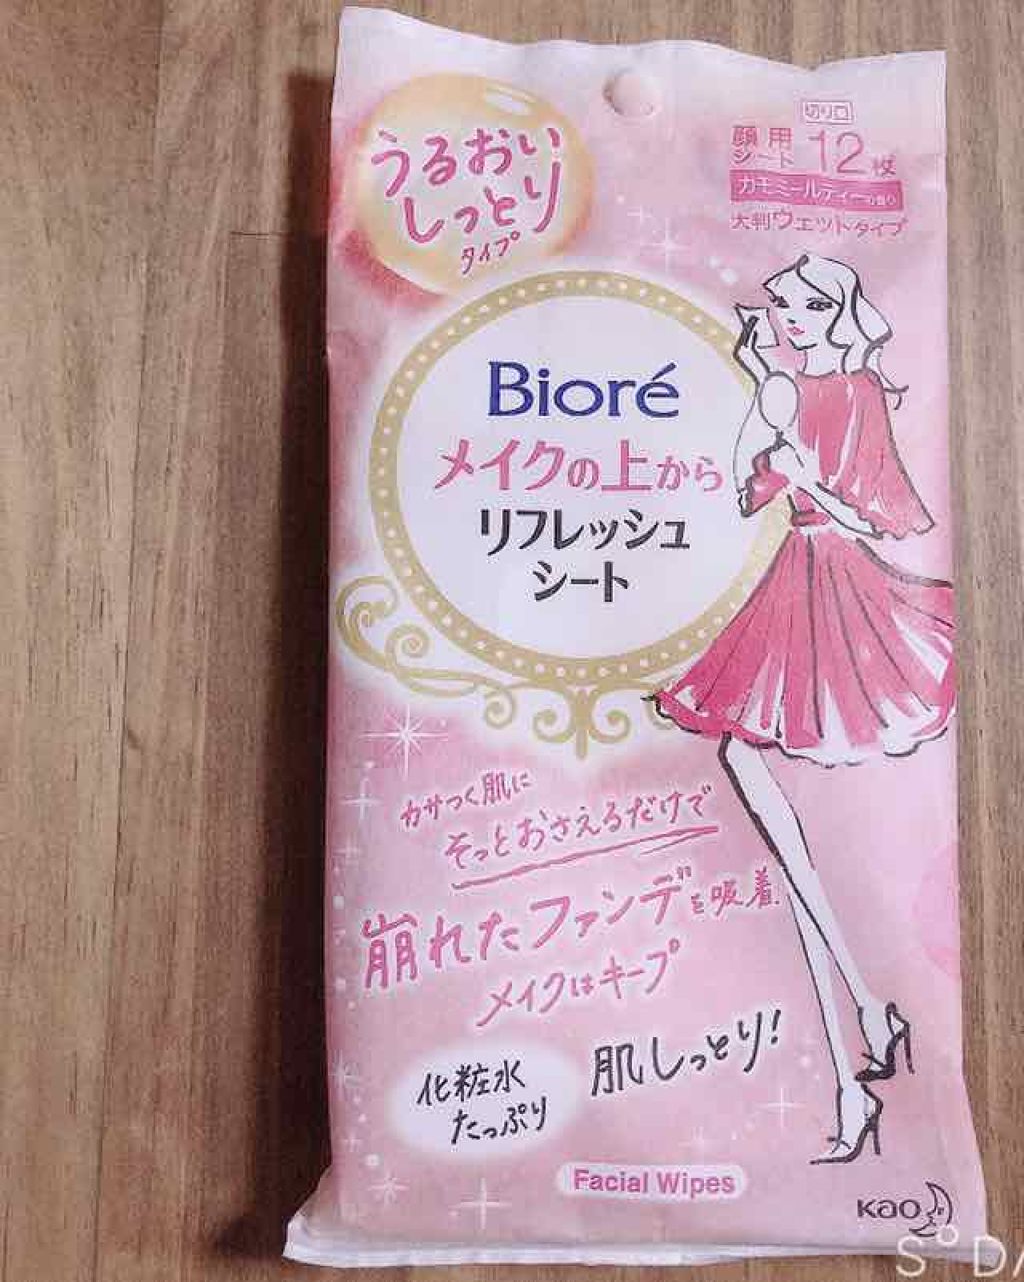 切り口
うるおい
しっとり
タイプ
顔用
シート 12枚
カモミールティーの香り
大判ウエットタイプ
Bioré
メイクの上から
リフレッシュ
シート
カサつく肌に
そっとおさえるだけで
崩れたファンデを吸着
メイクはキープ
肌しっとり!
化粧水
たっぷり
Facial Wipes
Kao